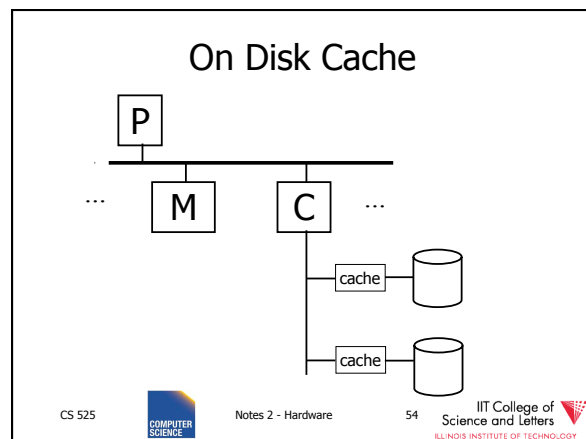 On Disk Cache
P
...
M
C
...
cache
cache
CS 525
COMPUTER
SCIENCE
Notes 2 - Hardware
54
IIT College of
Science and Letters
ILLINOIS INSTITUTE OF TECHNOLOGY